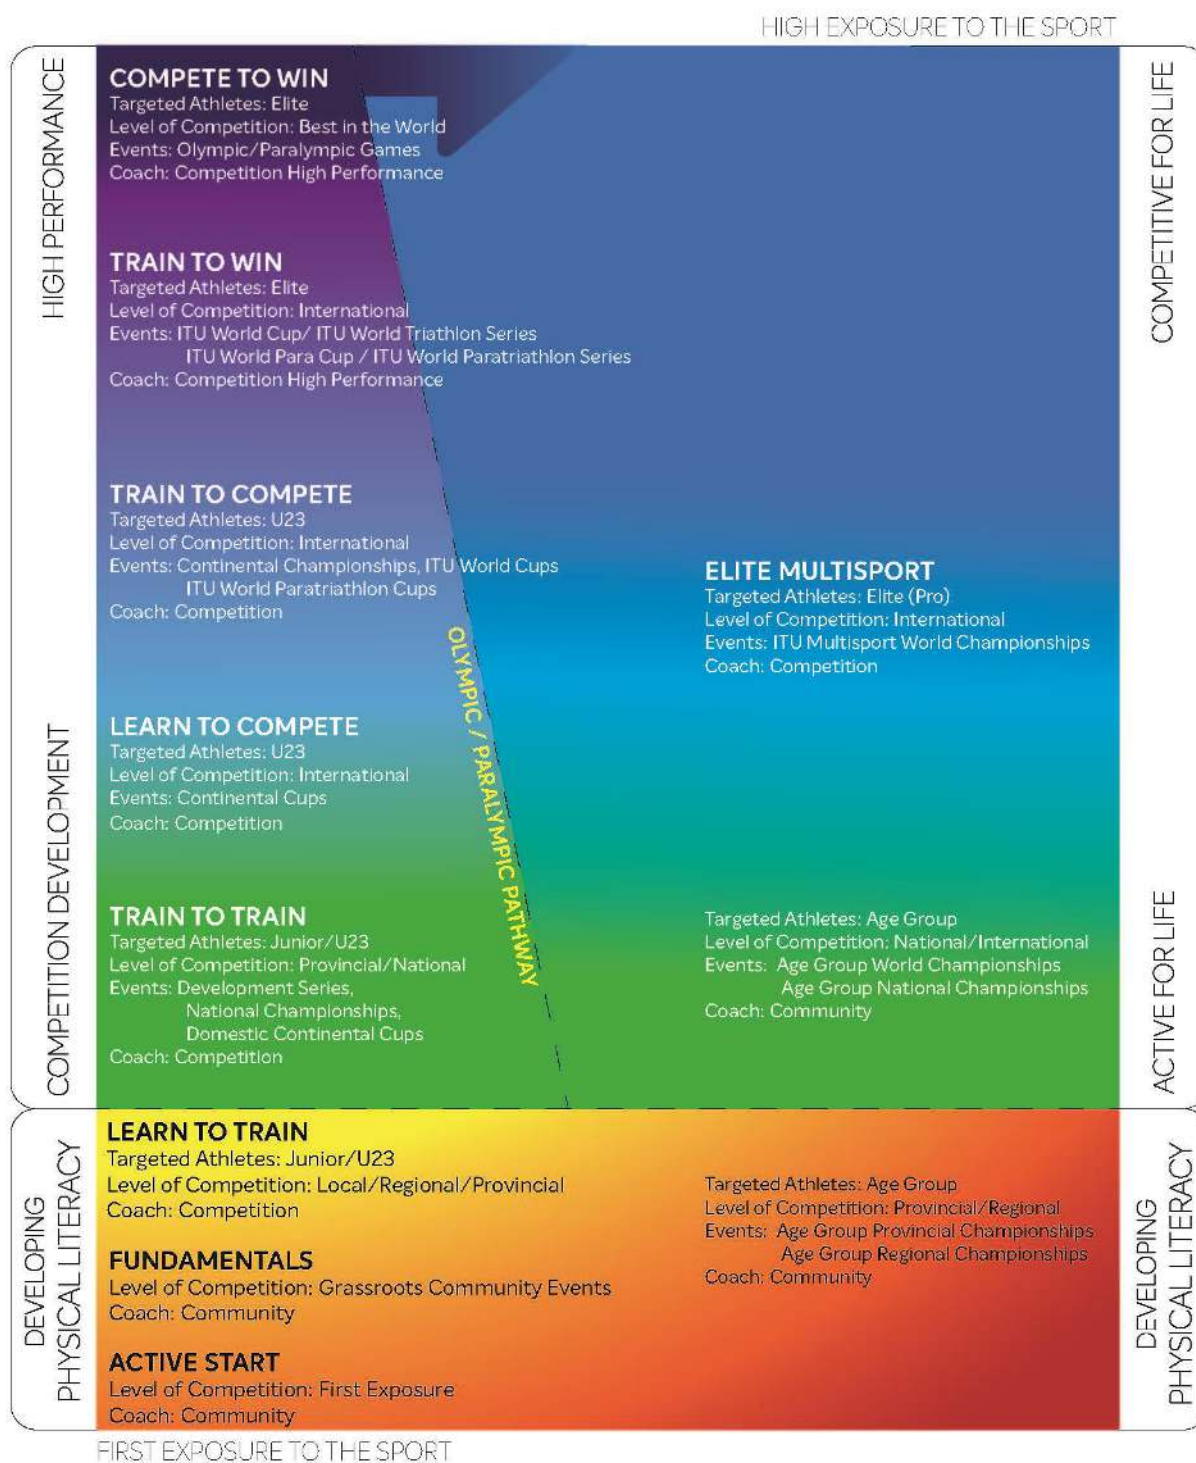 HIGH EXPOSURE TO THE SPORT
HIGH PERFORMANCE
COMPETITION DEVELOPMENT
DEVELOPING
PHYSICAL LITERACY
COMPETE TO WIN
Targeted Athletes: Elite
Level of Competition: Best in the World
Events: Olympic/Paralympic Games
Coach: Competition High Performance
TRAIN TO WIN
Targeted Athletes: Elite
Level of Competition: International
Events: ITU World Cup/ ITU World Triathlon Series
ITU World Para Cup / ITU World Paratriathlon Series
Coach: Competition High Performance
TRAIN TO COMPETE
Targeted Athletes: U23
Level of Competition: International
Events: Continental Championships, ITU World Cups
ITU World Paratriathlon Cups
Coach: Competition
LEARN TO COMPETE
Targeted Athletes: U23
Level of Competition: International
Events: Continental Cups
Coach: Competition
TRAIN TO TRAIN
Targeted Athletes: Junior/U23
Level of Competition: Provincial/National
Events: Development Series,
National Championships,
Domestic Continental Cups
Coach: Competition
OLYMPIC / PARALYMPIC PATHWAY
ELITE MULTISPORT
Targeted Athletes: Elite (Pro)
Level of Competition: International
Events: ITU Multisport World Championships
Coach: Competition
Targeted Athletes: Age Group
Level of Competition: National/International
Events: Age Group World Championships
Age Group National Championships
Coach: Community
LEARN TO TRAIN
Targeted Athletes: Junior/U23
Level of Competition: Local/Regional/Provincial
Coach: Competition
FUNDAMENTALS
Level of Competition: Grassroots Community Events
Coach: Community
ACTIVE START
Level of Competition: First Exposure
Coach: Community
Targeted Athletes: Age Group
Level of Competition: Provincial/Regional
Events: Age Group Provincial Championships
Age Group Regional Championships
Coach: Community
COMPETITIVE FOR LIFE
ACTIVE FOR LIFE
DEVELOPING
PHYSICAL LITERACY
FIRST EXPOSURE TO THE SPORT